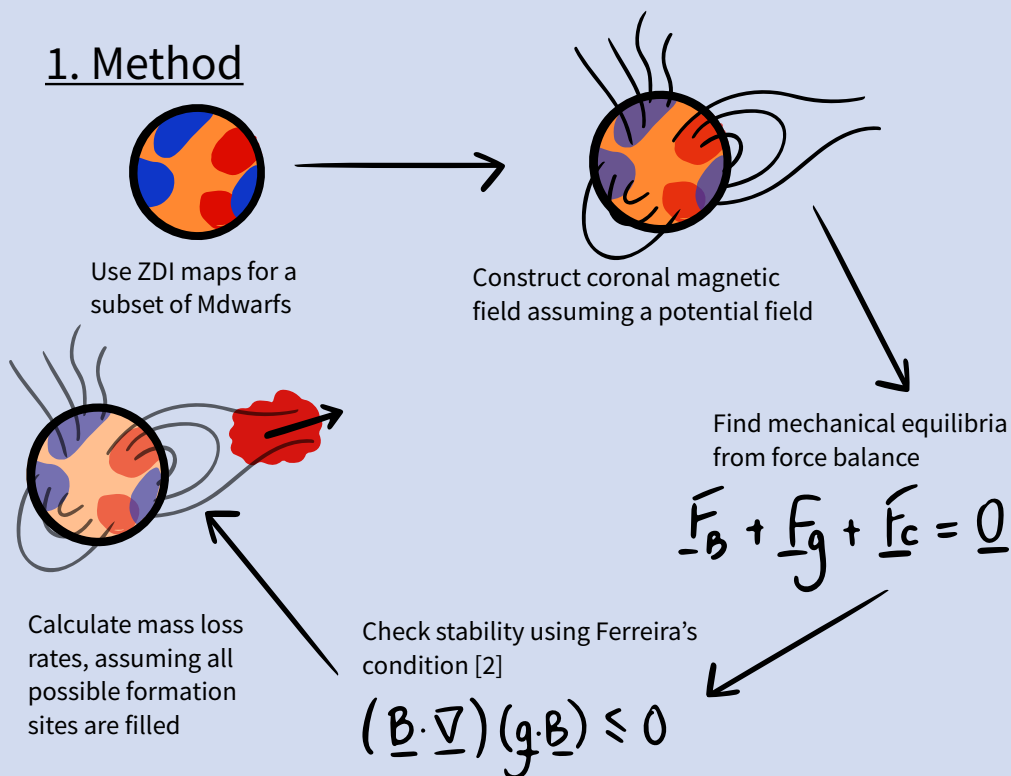 1. Method
Use ZDI maps for a
subset of Mdwarfs
Construct coronal magnetic
field assuming a potential field
Find mechanical equilibria
from force balance
F_B + F_g + F_c = 0
Check stability using Ferreira's
condition [2]
(B·∇)(g·B) ≤ 0
Calculate mass loss
rates, assuming all
possible formation
sites are filled